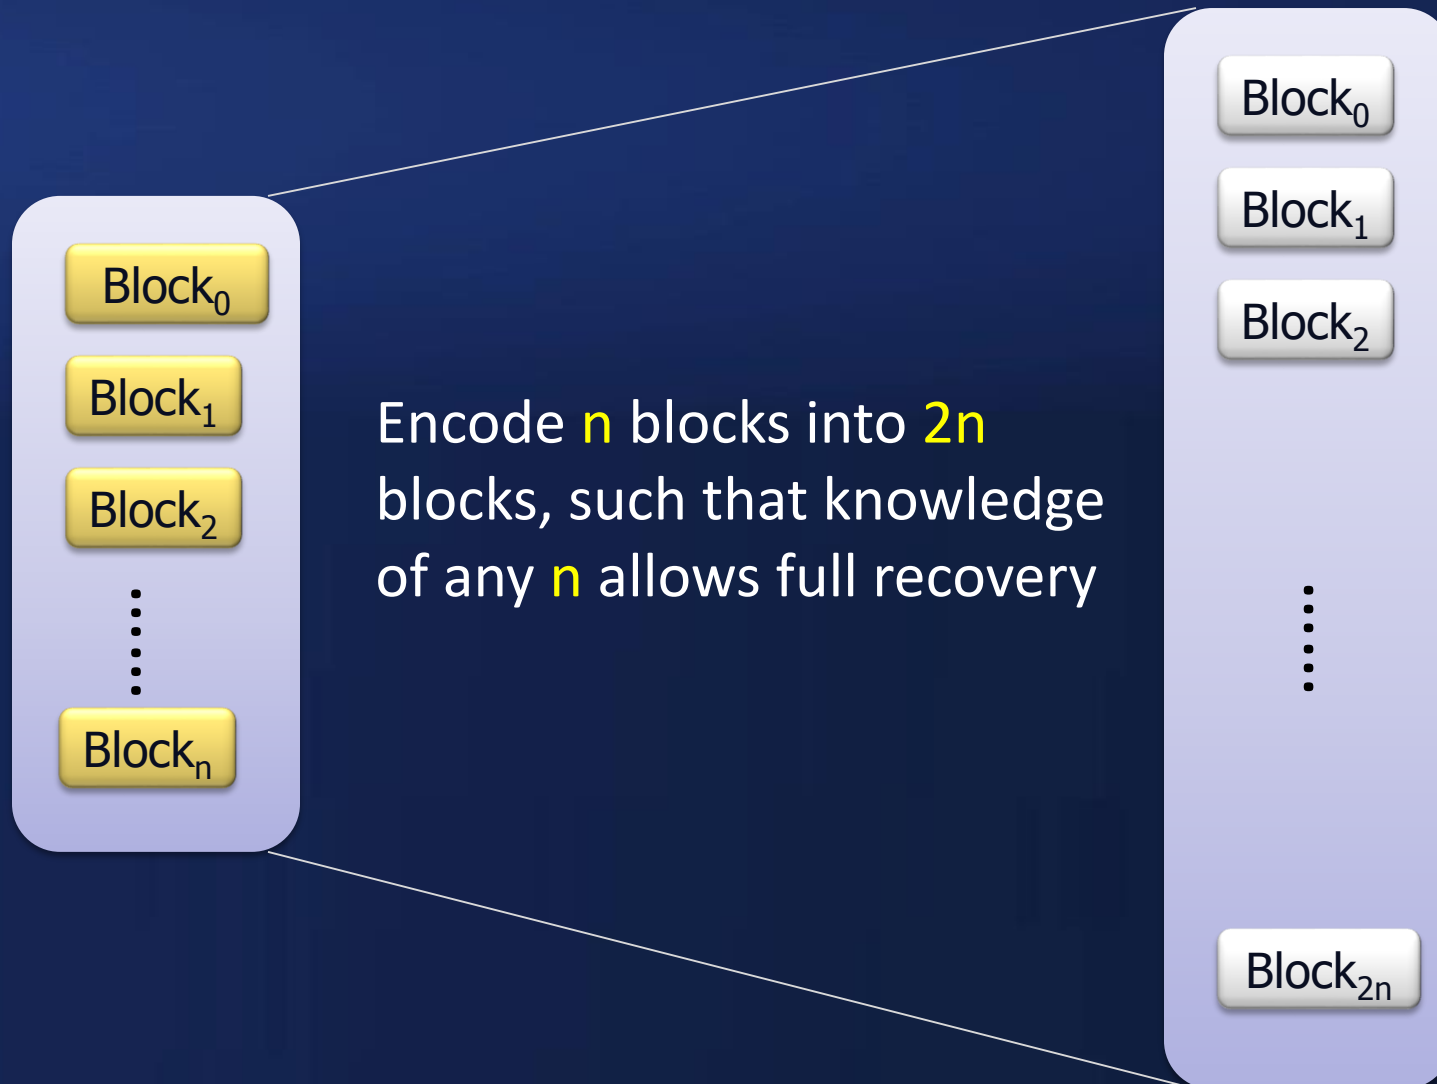 Block₀
Block₁
Block₂
Blockₙ
Encode n blocks into 2n
blocks, such that knowledge
of any n allows full recovery
Block₀
Block₁
Block₂
Block₂ₙ